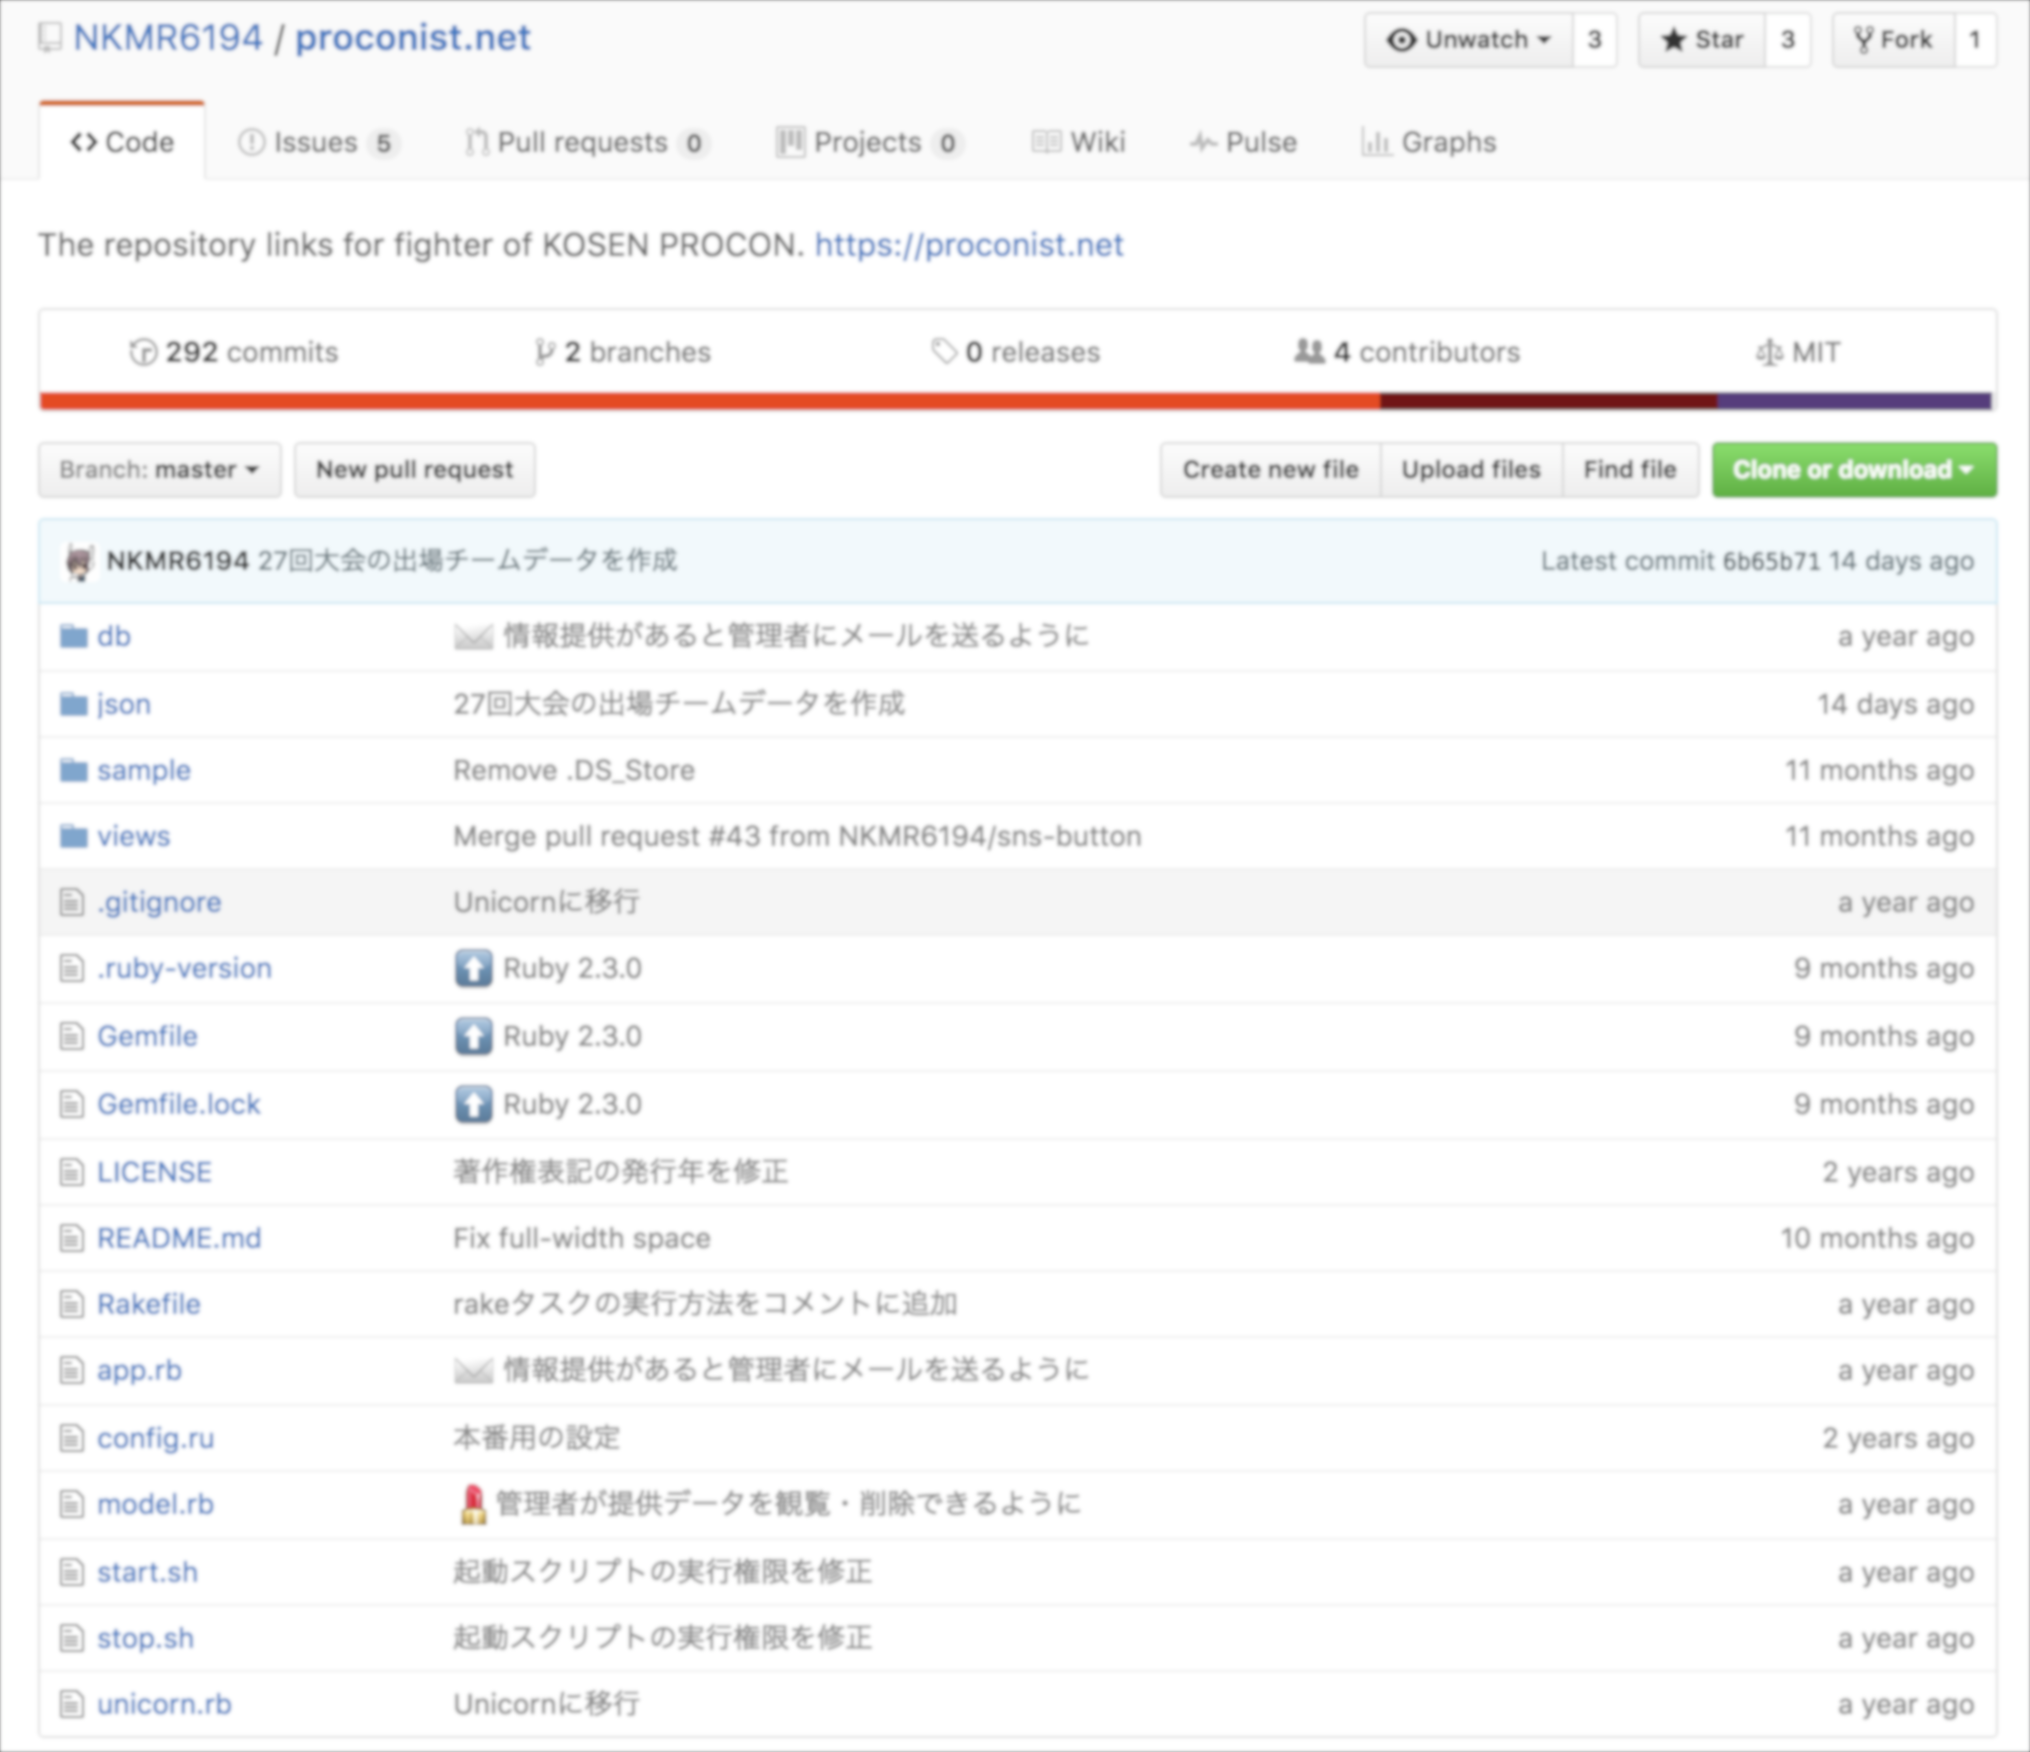 NKMR6194 / proconist.net Unwatch 3 Star 3 Fork 1
Code Issues 5 Pull requests 0 Projects 0 Wiki Pulse Graphs
The repository links for fighter of KOSEN PROCON. https://proconist.net
292 commits 2 branches 0 releases 4 contributors MIT
Branch: master New pull request Create new file Upload files Find file Clone or download
NKMR6194 27回大会の出場チームデータを作成 Latest commit 6b65b71 14 days ago
db 情報提供があると管理者にメールを送るように a year ago
json 27回大会の出場チームデータを作成 14 days ago
sample Remove .DS_Store 11 months ago
views Merge pull request #43 from NKMR6194/sns-button 11 months ago
.gitignore Unicornに移行 a year ago
.ruby-version Ruby 2.3.0 9 months ago
Gemfile Ruby 2.3.0 9 months ago
Gemfile.lock Ruby 2.3.0 9 months ago
LICENSE 著作権表記の発行年を修正 2 years ago
README.md Fix full-width space 10 months ago
Rakefile rakeタスクの実行方法をコメントに追加 a year ago
app.rb 情報提供があると管理者にメールを送るように a year ago
config.ru 本番用の設定 2 years ago
model.rb 管理者が提供データを観覧・削除できるように a year ago
start.sh 起動スクリプトの実行権限を修正 a year ago
stop.sh 起動スクリプトの実行権限を修正 a year ago
unicorn.rb Unicornに移行 a year ago